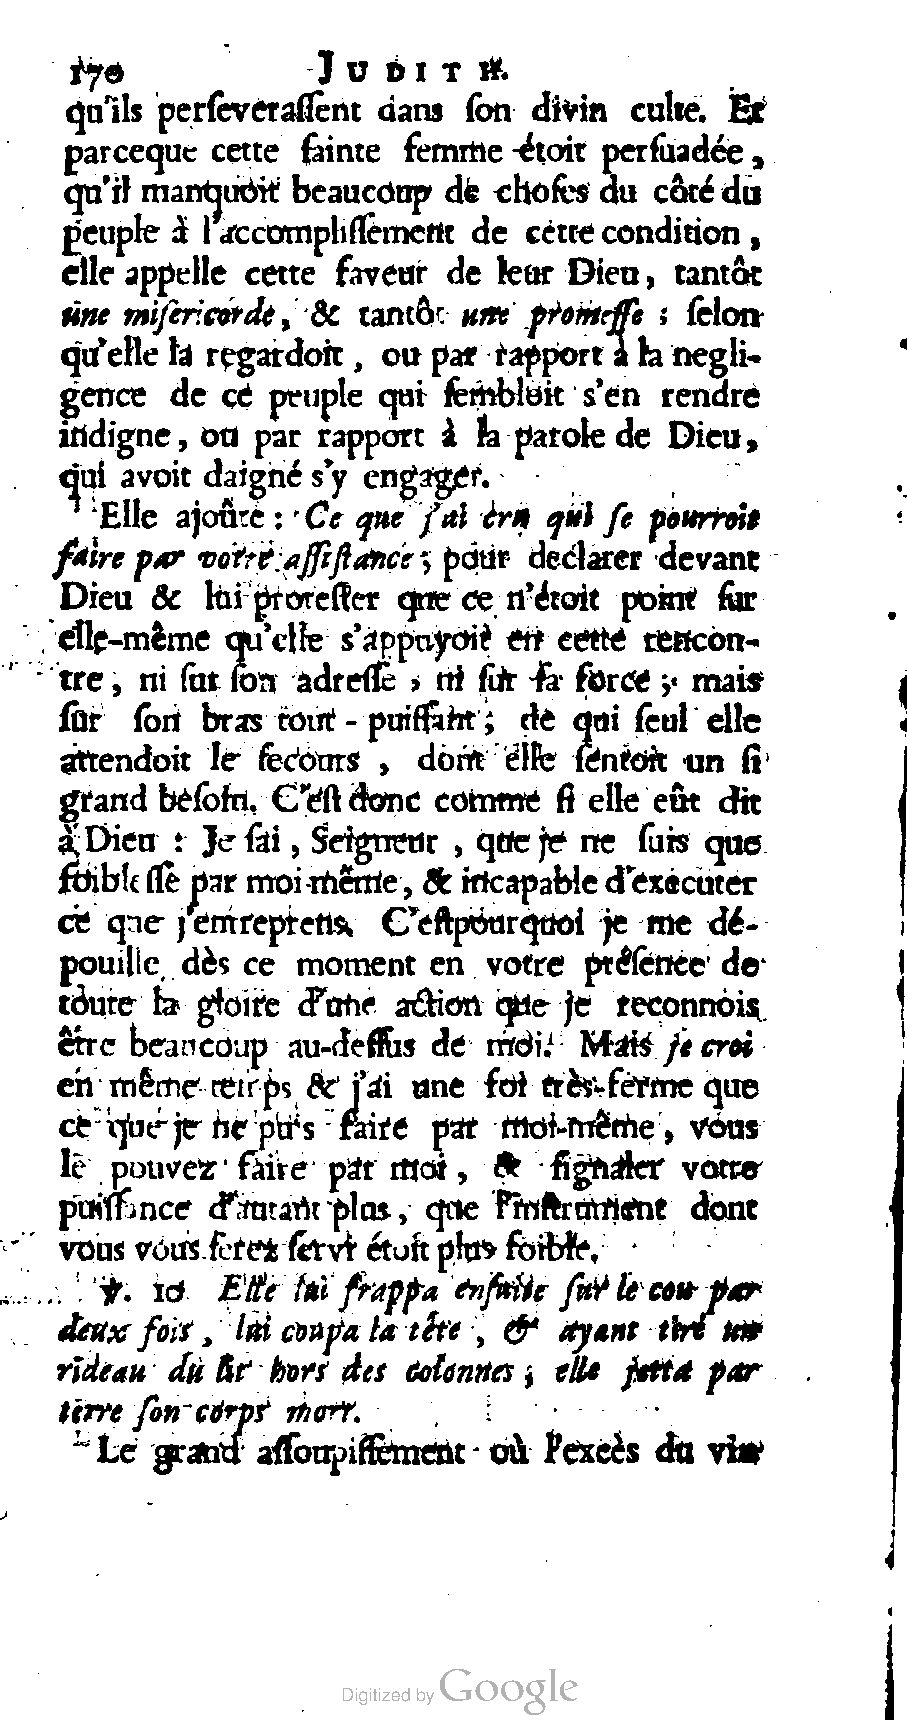 170 JUDITH.
qu'ils perſeveraſſent dans ſon divin culte. Et
parceque cette ſainte femme étoit perſuadée,
qu'il manquoit beaucoup de choſes du côté du
peuple à l'accompliſſement de cette condition,
elle appelle cette faveur de leur Dieu, tantôt
une miſericorde, & tantôt une promeſſe ; ſelon
qu'elle la regardoit, ou par rapport à la negli-
gence de ce peuple qui ſembloit s'en rendre
indigne, ou par rapport à la parole de Dieu,
qui avoit daigné s'y engager.
Elle ajoûte : Ce que j'ai cru qui ſe pourroit
faire par votre aſſiſtance ; pour declarer devant
Dieu & lui proteſter que ce n'étoit point ſur
elle-même qu'elle s'appuyoit en cette rencon-
tre, ni ſur ſon adreſſe, ni ſur ſa force ; mais
ſur ſon bras tout-puiſſant ; de qui ſeul elle
attendoit le ſecours, dont elle ſentoit un ſi
grand beſoin. C'eſt donc comme ſi elle eût dit
à Dieu : Je ſai, Seigneur, que je ne ſuis que
foibleſſe par moi-même, & incapable d'executer
ce que j'entreprens. C'eſtpourquoi je me dé-
pouille dès ce moment en votre préſence de
toute la gloire d'une action que je reconnois
être beaucoup au-deſſus de moi. Mais je croi
en même temps & j'ai une foi très-ferme que
ce que je ne puis faire par moi-même, vous
le pouvez faire par moi, & ſignaler votre
puiſſance d'autant plus, que l'inſtrument dont
vous vous ſerez ſervi étoit plus foible.
℣. 10 Elle lui frappa enſuite ſur le cou par
deux fois, lui coupa la tête, & ayant tiré un
rideau du lit hors des colonnes ; elle jetta par
terre ſon corps mort.
Le grand aſſoupiſſement où l'excès du vin
Digitized by Google